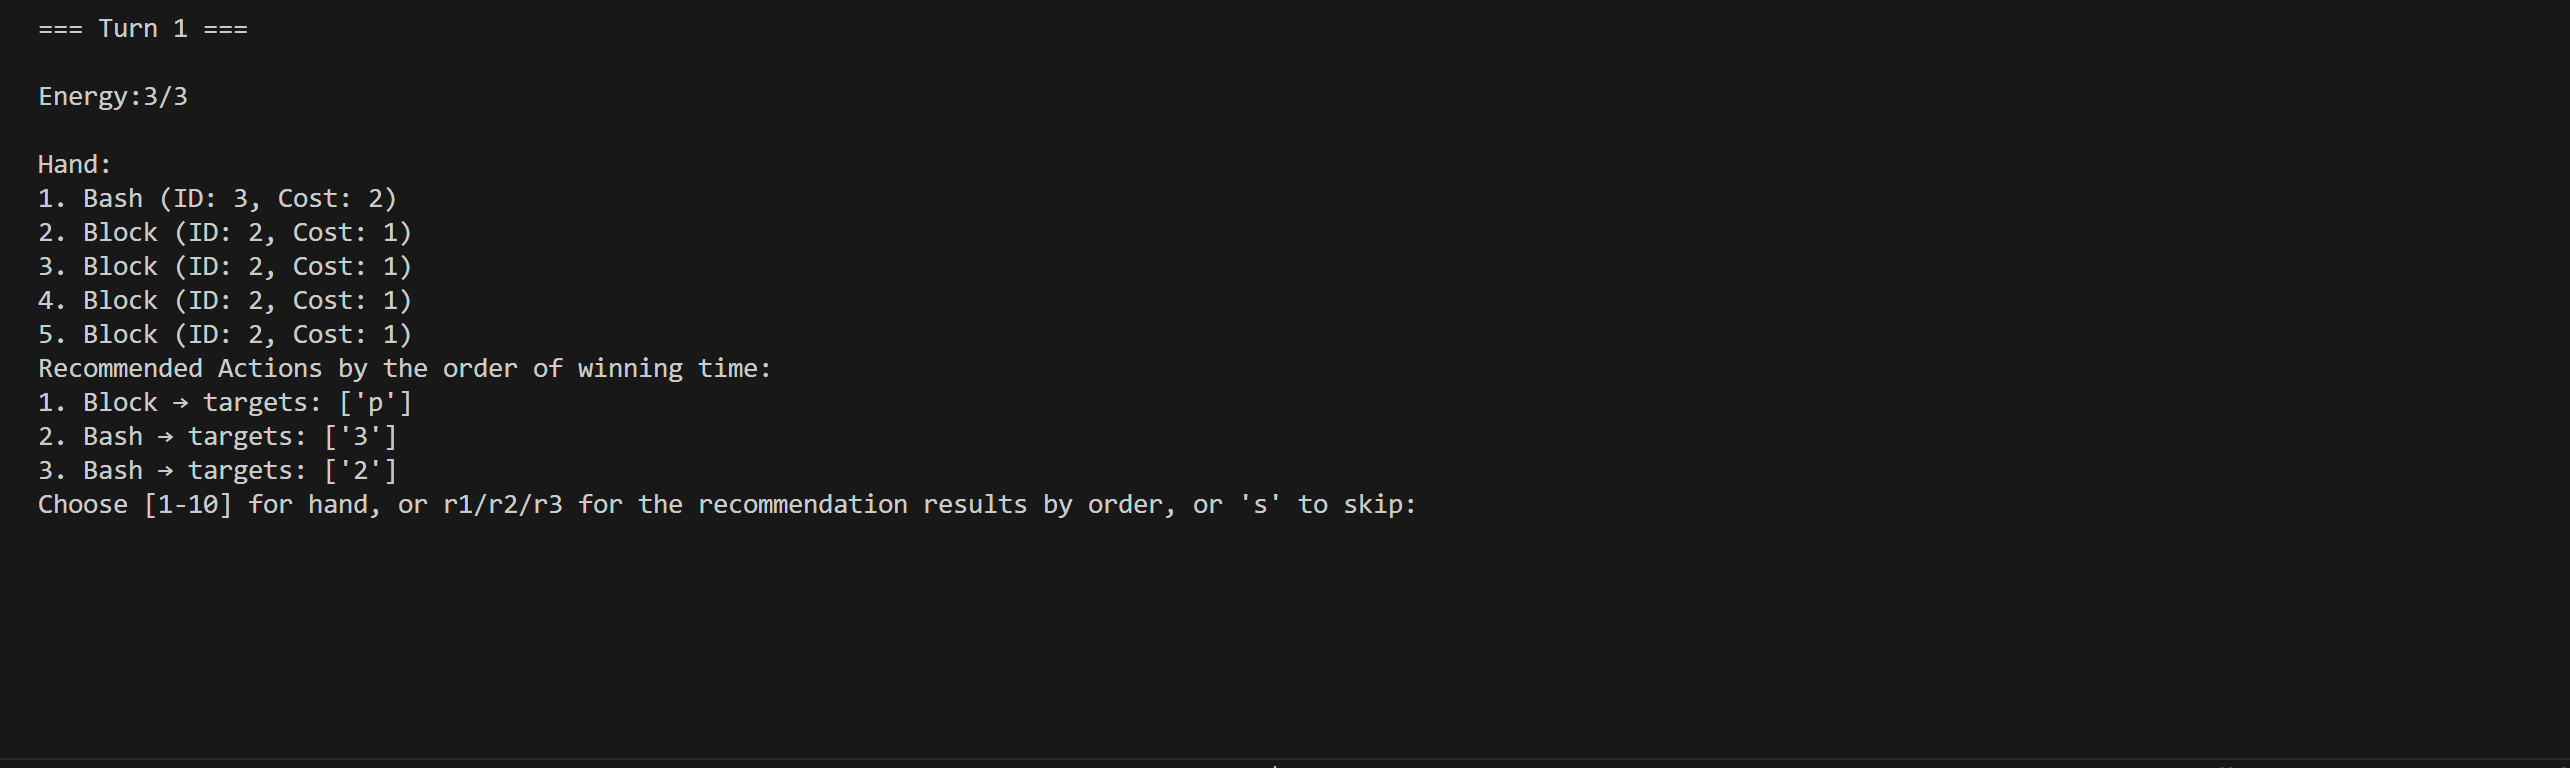 === Turn 1 ===
Energy:3/3
Hand:
1. Bash (ID: 3, Cost: 2)
2. Block (ID: 2, Cost: 1)
3. Block (ID: 2, Cost: 1)
4. Block (ID: 2, Cost: 1)
5. Block (ID: 2, Cost: 1)
Recommended Actions by the order of winning time:
1. Block → targets: ['p']
2. Bash → targets: ['3']
3. Bash → targets: ['2']
Choose [1-10] for hand, or r1/r2/r3 for the recommendation results by order, or 's' to skip: